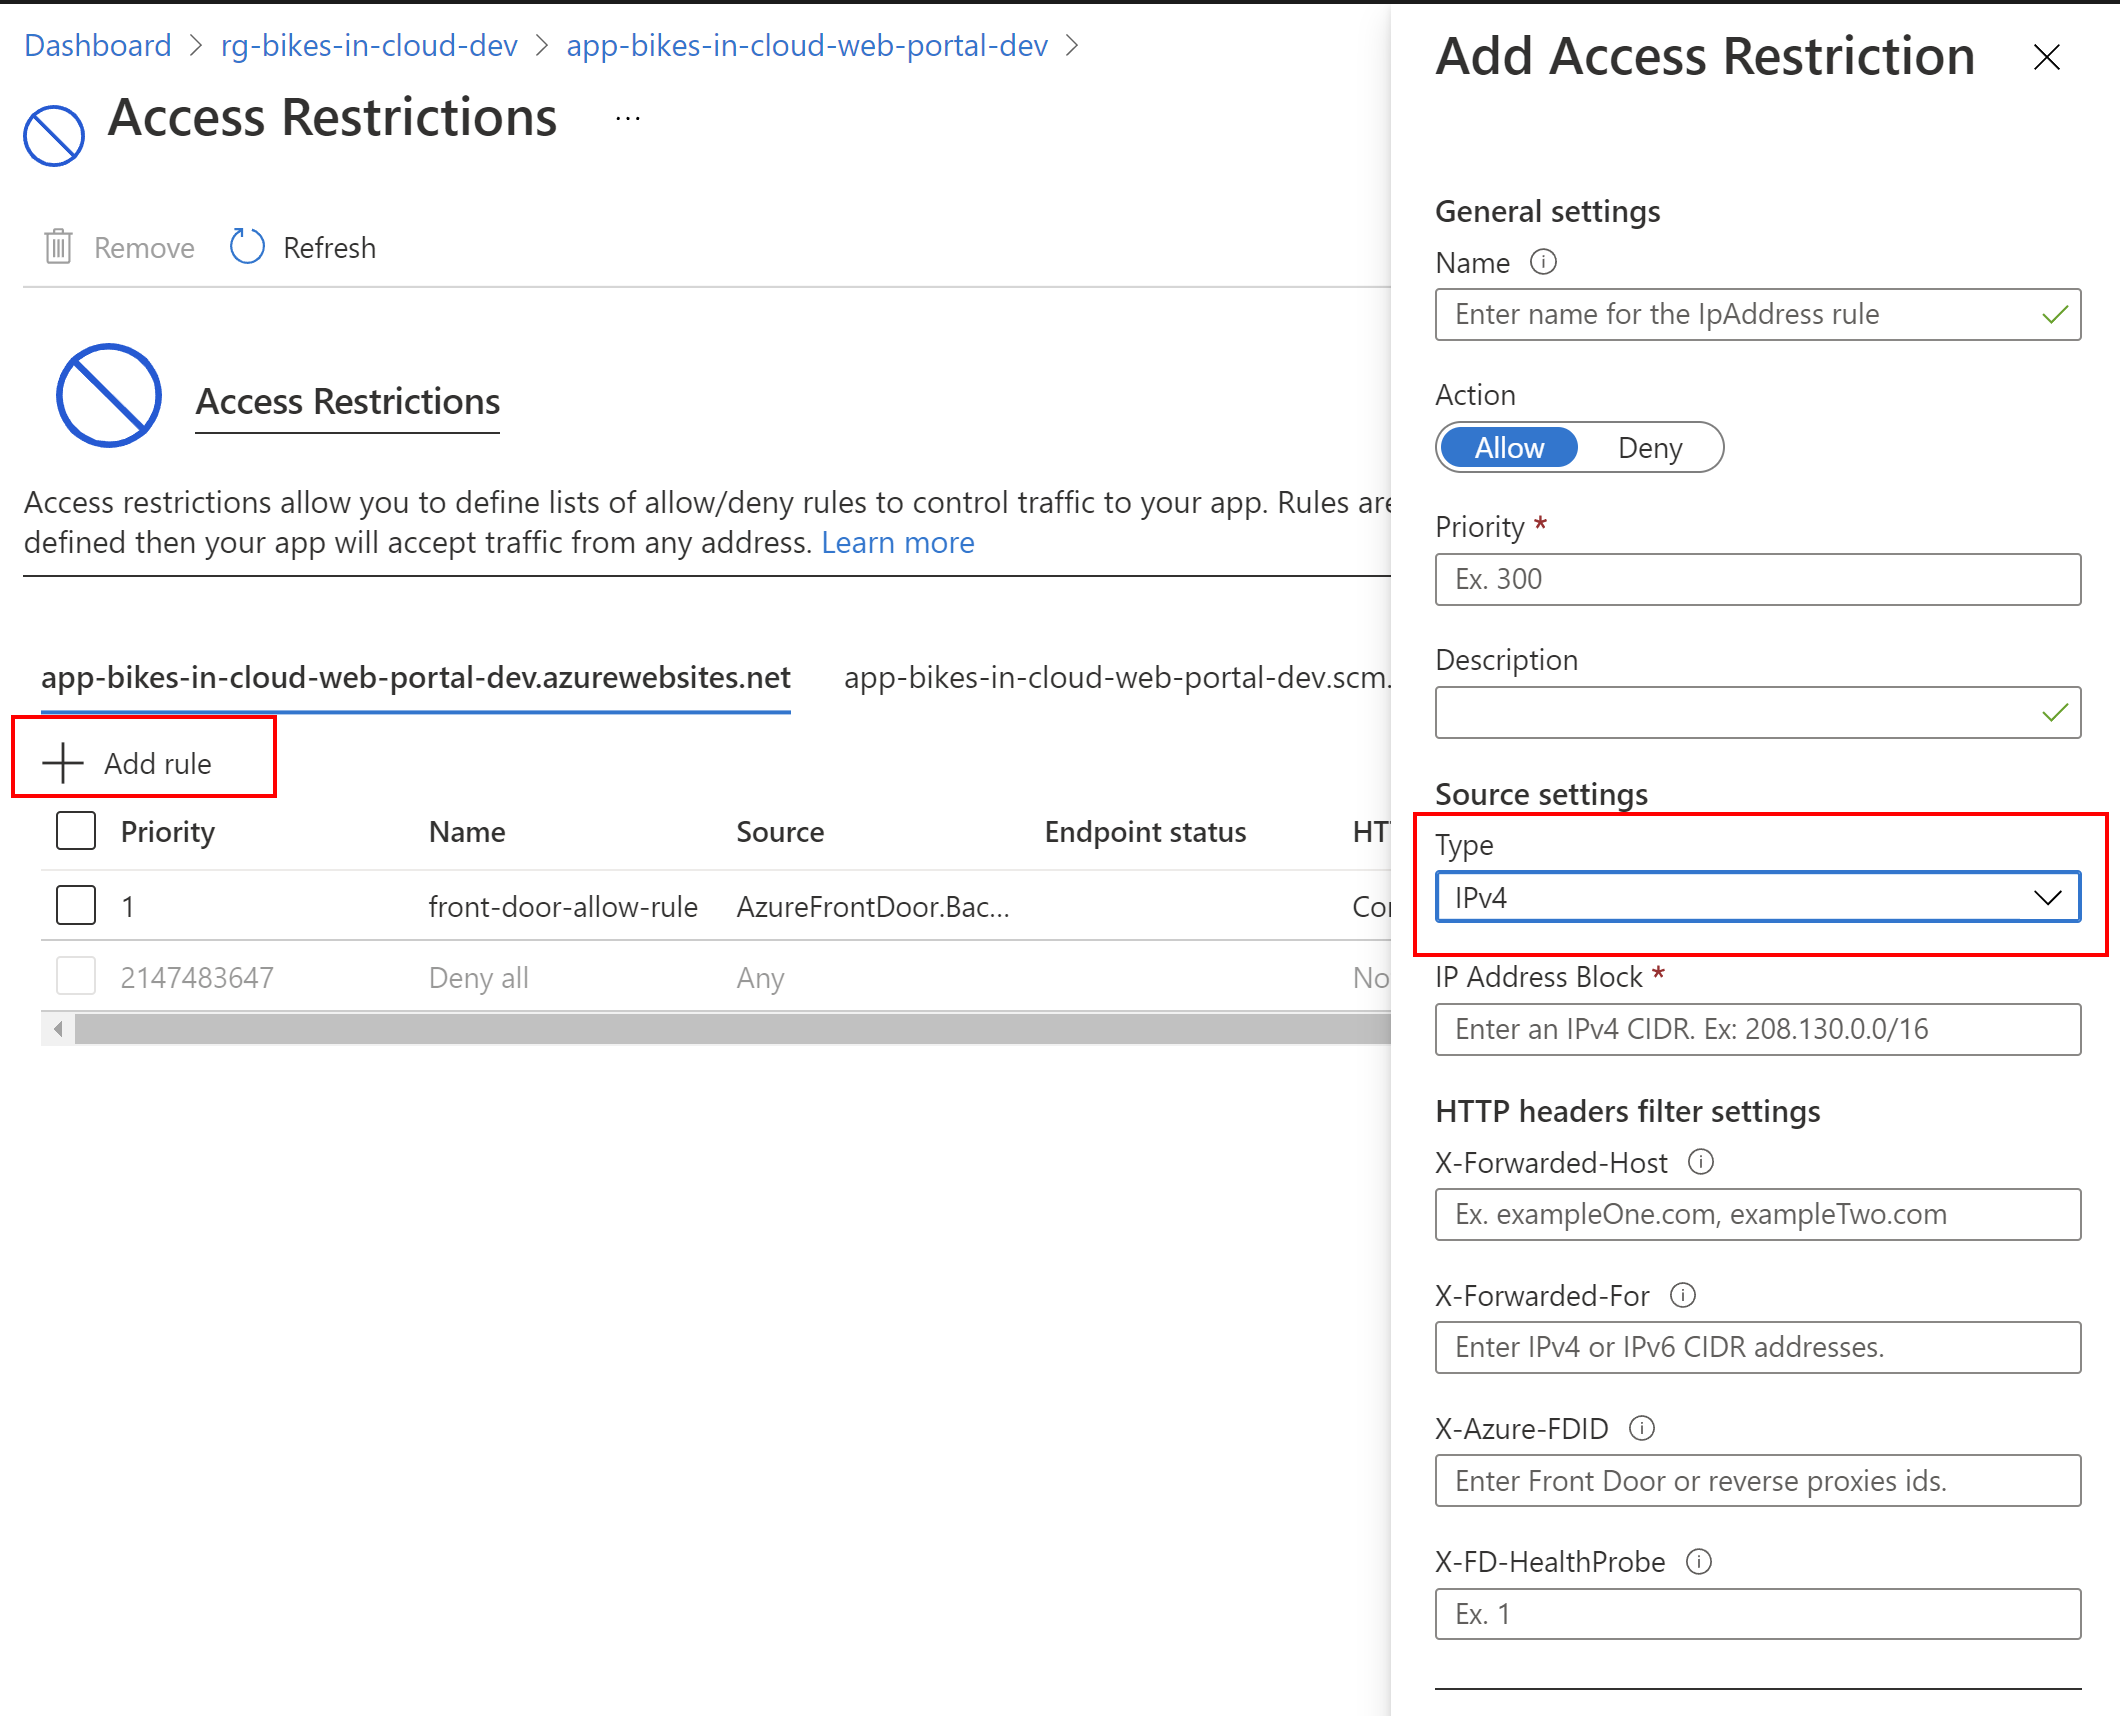 Dashboard > rg-bikes-in-cloud-dev > app-bikes-in-cloud-web-portal-dev >
Access Restrictions ...
Remove Refresh
Access Restrictions
Access restrictions allow you to define lists of allow/deny rules to control traffic to your app. Rules are
defined then your app will accept traffic from any address. Learn more
app-bikes-in-cloud-web-portal-dev.azurewebsites.net app-bikes-in-cloud-web-portal-dev.scm.
Add rule
Priority Name Source Endpoint status HTT
1 front-door-allow-rule AzureFrontDoor.Bac... Cor
2147483647 Deny all Any No
Add Access Restriction
General settings
Name
Enter name for the IpAddress rule
Action
Allow Deny
Priority *
Ex. 300
Description
Source settings
Type
IPv4
IP Address Block *
Enter an IPv4 CIDR. Ex: 208.130.0.0/16
HTTP headers filter settings
X-Forwarded-Host
Ex. exampleOne.com, exampleTwo.com
X-Forwarded-For
Enter IPv4 or IPv6 CIDR addresses.
X-Azure-FDID
Enter Front Door or reverse proxies ids.
X-FD-HealthProbe
Ex. 1